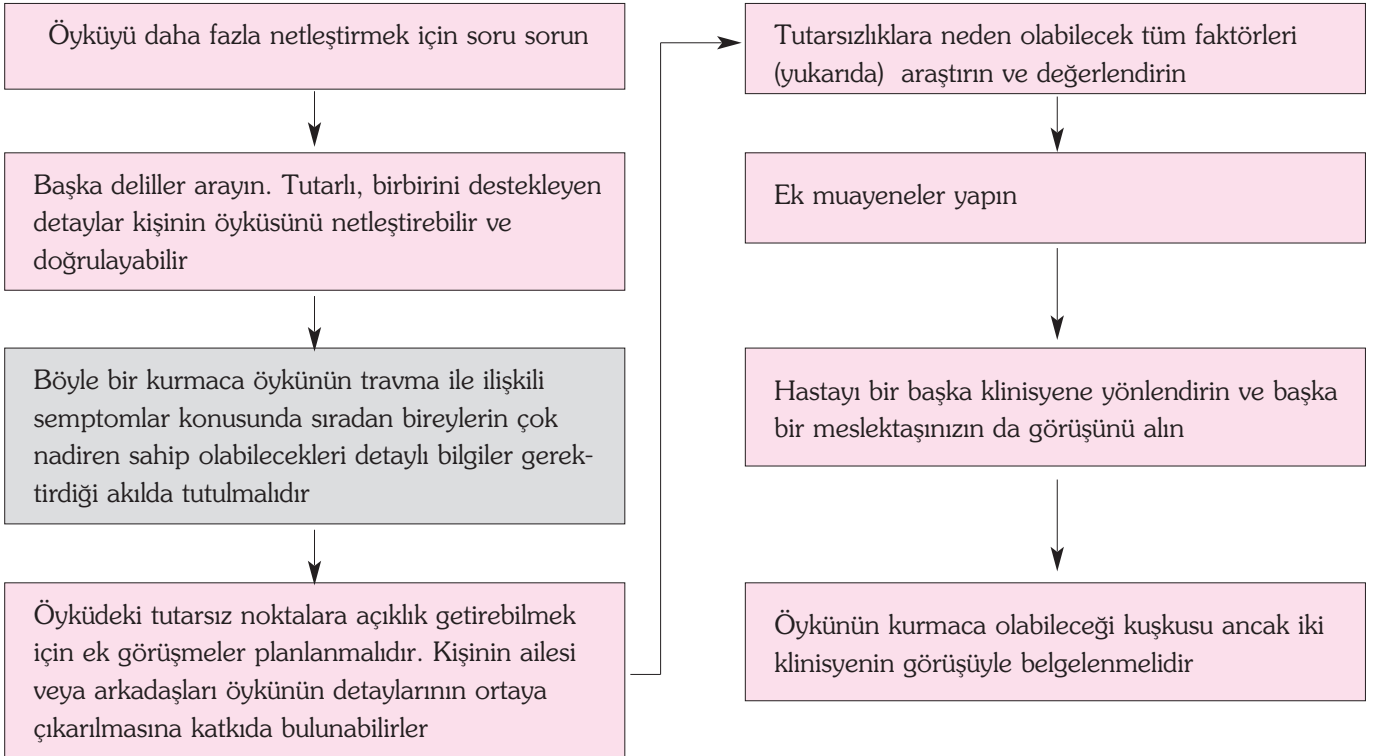 Öyküyü daha fazla netleştirmek için soru sorun
Başka deliller arayın. Tutarlı, birbirini destekleyen
detaylar kişinin öyküsünü netleştirebilir ve
doğrulayabilir
Böyle bir kurmaca öykünün travma ile ilişkili
semptomlar konusunda sıradan bireylerin çok
nadiren sahip olabilecekleri detaylı bilgiler gerek-
tirdiği akılda tutulmalıdır
Öyküdeki tutarsız noktalara açıklık getirebilmek
için ek görüşmeler planlanmalıdır. Kişinin ailesi
veya arkadaşları öykünün detaylarının ortaya
çıkarılmasına katkıda bulunabilirler
Tutarsızlıklara neden olabilecek tüm faktörleri
(yukarıda) araştırın ve değerlendirin
Ek muayeneler yapın
Hastayı bir başka klinisyene yönlendirin ve başka
bir meslektaşınızın da görüşünü alın
Öykünün kurmaca olabileceği kuşkusu ancak iki
klinisyenin görüşüyle belgelenmelidir